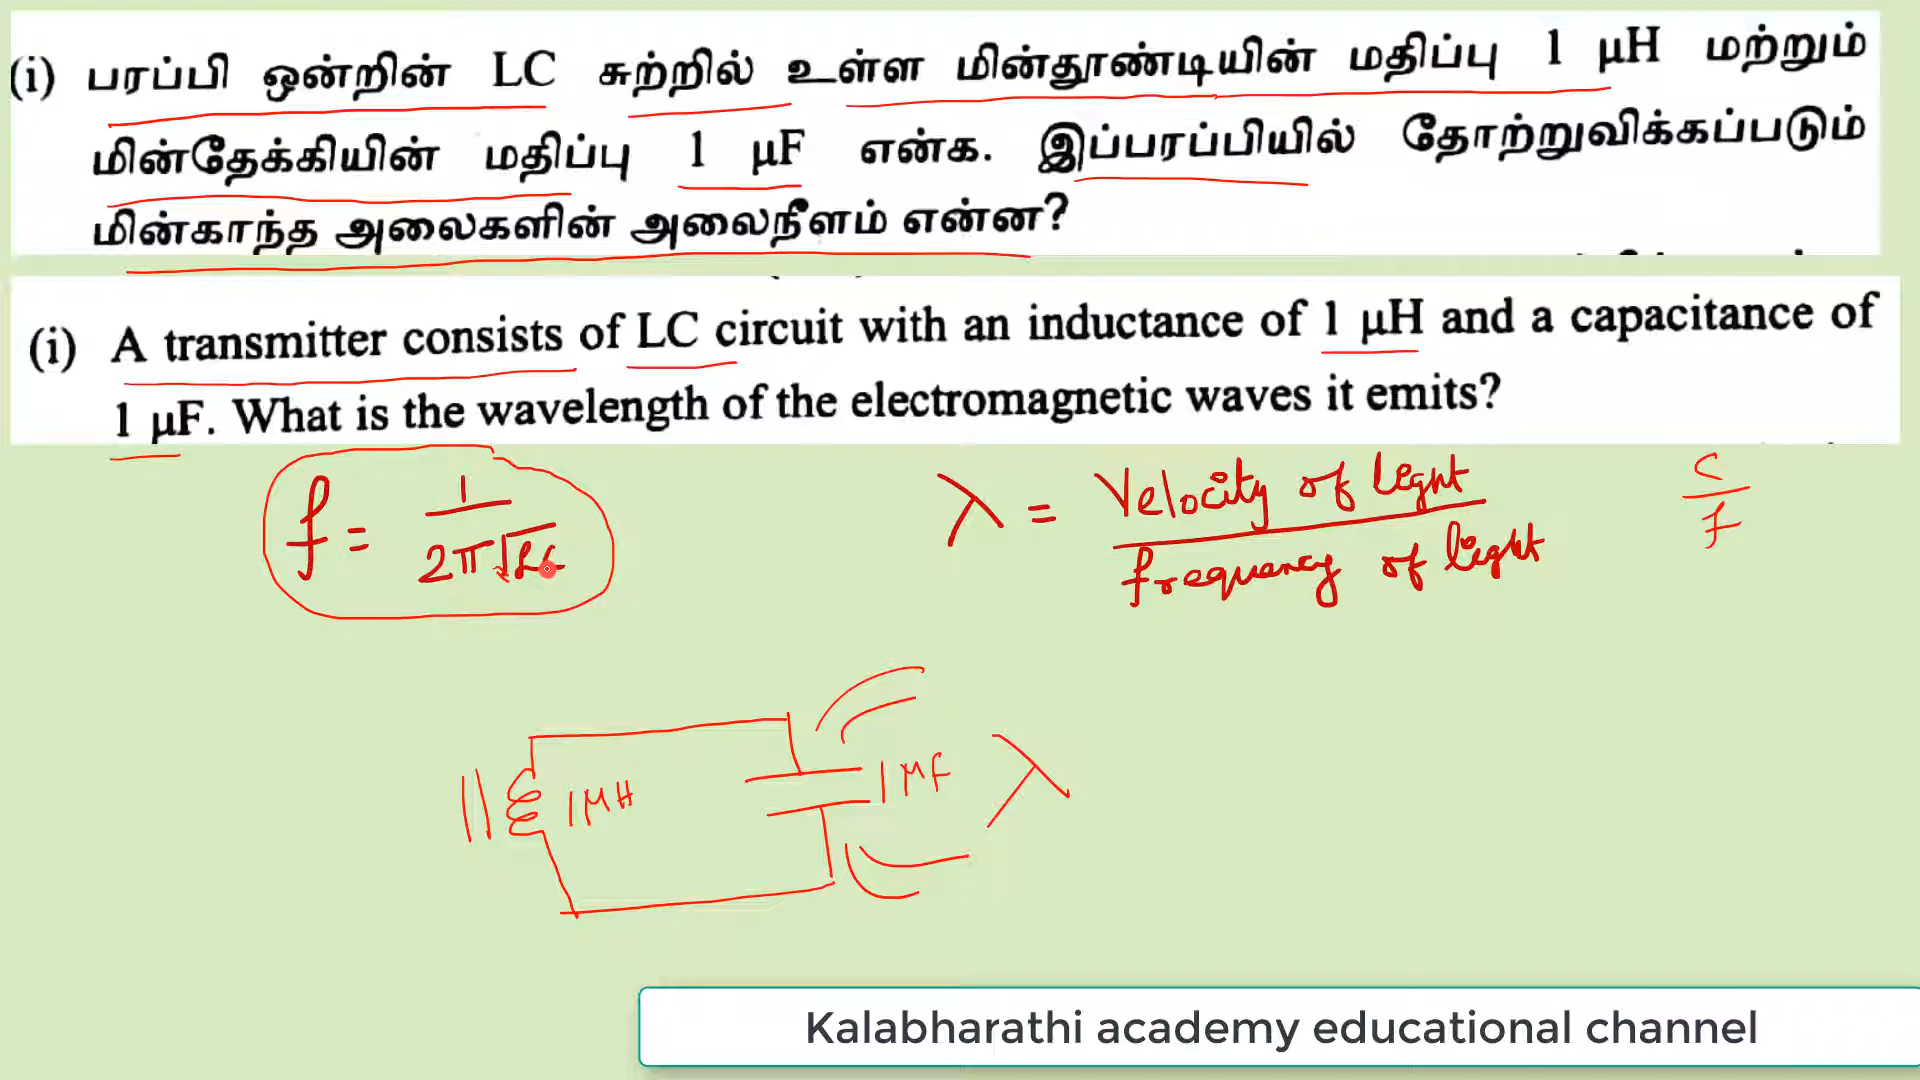 (i) பரப்பி ஒன்றின் LC சுற்றில் உள்ள மின்தூண்டியின் மதிப்பு 1 μH மற்றும்
மின்தேக்கியின் மதிப்பு 1 μF என்க. இப்பரப்பியில் தோற்றுவிக்கப்படும்
மின்காந்த அலைகளின் அலைநீளம் என்ன?
(i) A transmitter consists of LC circuit with an inductance of 1 μH and a capacitance of
1 μF. What is the wavelength of the electromagnetic waves it emits?
f = 1 / 2π√LC
λ = Velocity of light / frequency of light
c / f
1μH
1μF
λ
Kalabharathi academy educational channel